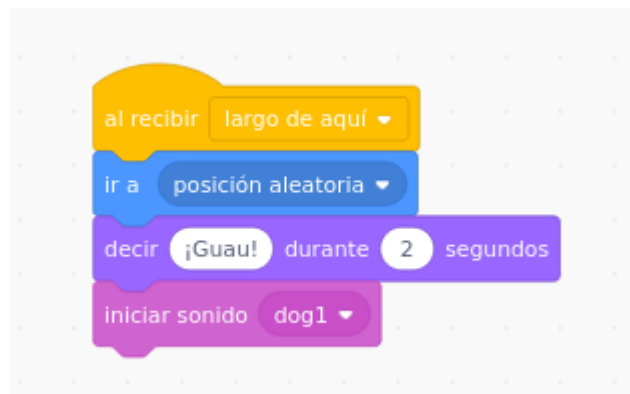 al recibir largo de aquí
ir a posición aleatoria
decir ¡Guau! durante 2 segundos
iniciar sonido dog1